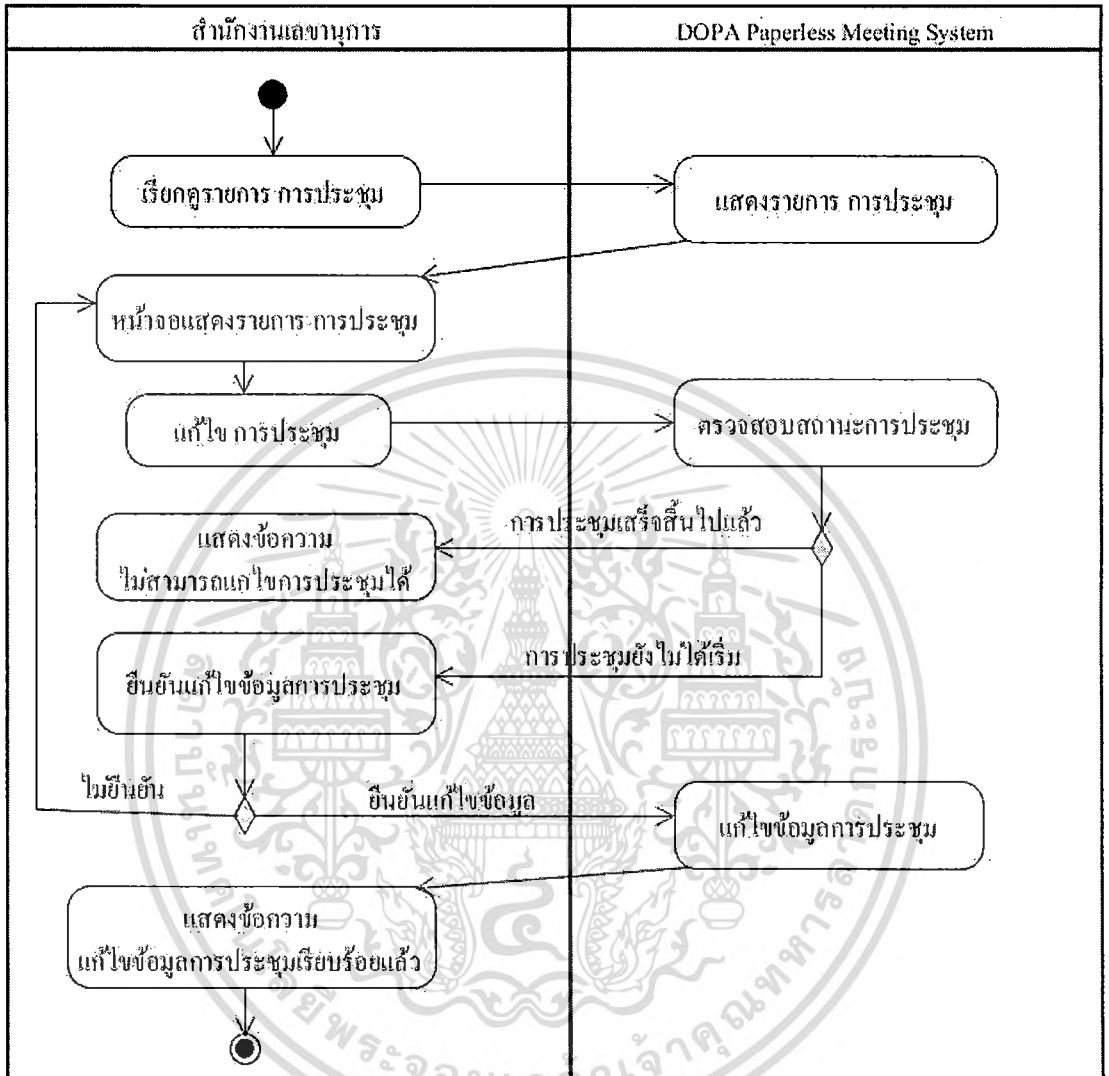 สำนักงานเลขานุการ
DOPA Paperless Meeting System
เรียกดูรายการ การประชุม
แสดงรายการ การประชุม
หน้าจอแสดงรายการ การประชุม
แก้ไข การประชุม
ตรวจสอบสถานะการประชุม
การประชุมเสร็จสิ้นไปแล้ว
แสดงข้อความ
ไม่สามารถแก้ไขการประชุมได้
การประชุมยังไม่ได้เริ่ม
ยืนยันแก้ไขข้อมูลการประชุม
ไม่ยืนยัน
ยืนยันแก้ไขข้อมูล
แก้ไขข้อมูลการประชุม
แสดงข้อความ
แก้ไขข้อมูลการประชุมเรียบร้อยแล้ว